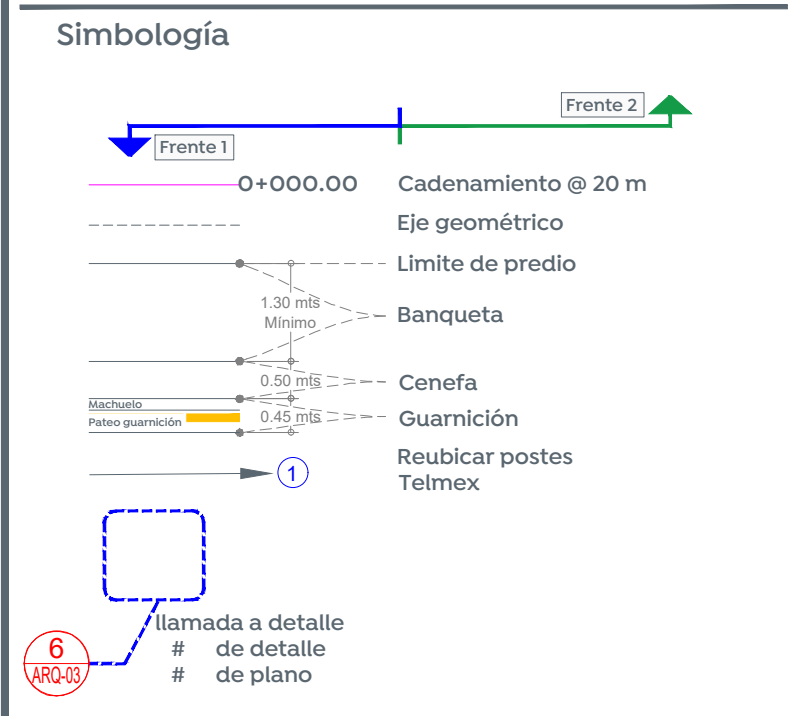 Simbología
Frente 2
Frente 1
0+000.00 Cadenamiento @ 20 m
Eje geométrico
Limite de predio
1.30 mts
Mínimo
Banqueta
0.50 mts Cenefa
Machuelo
Pateo guarnición 0.45 mts Guarnición
1 Reubicar postes
Telmex
llamada a detalle
# de detalle
# de plano
6
ARQ-03